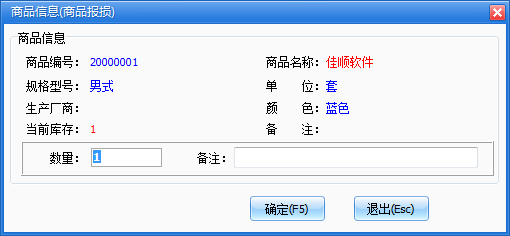 商品信息(商品报损)
商品信息
商品编号： 20000001 商品名称：佳顺软件
规格型号：男式 单 位：套
生产厂商： 颜 色：蓝色
当前库存： 1 备 注：
数量： 1 备注：
确定(F5) 退出(Esc)